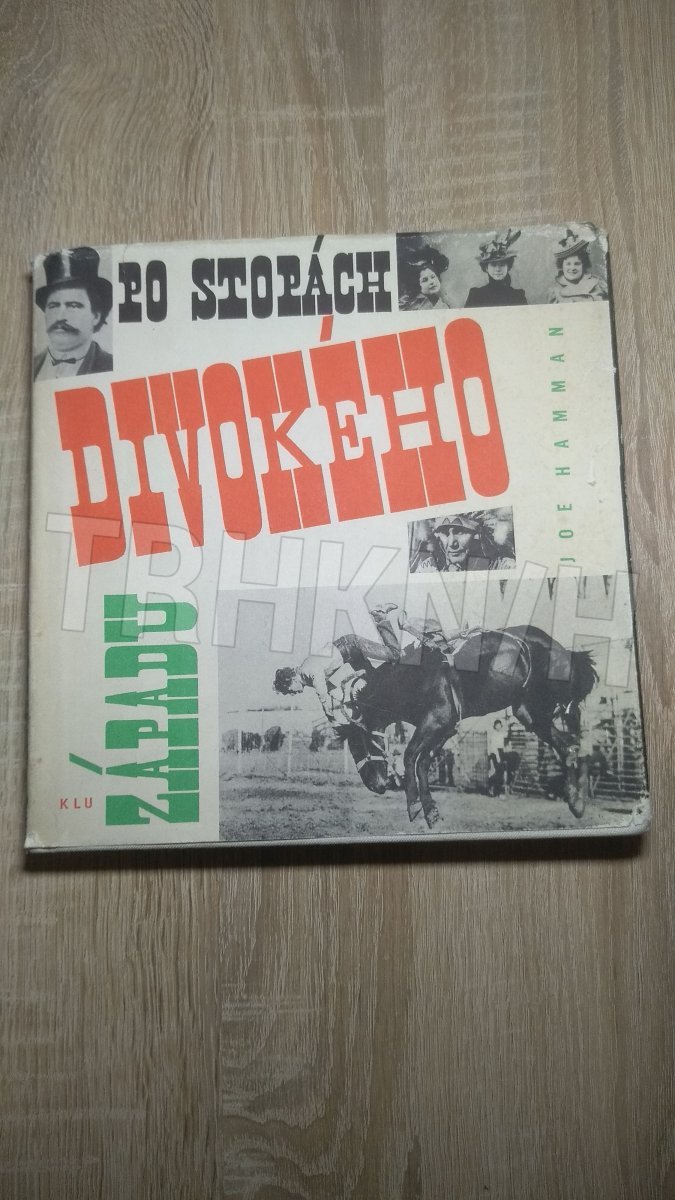 PO STOPÁCH
DIVOKÉHO
ZÁPADU
JOE HAMMAN
KLU
TRHKNIH